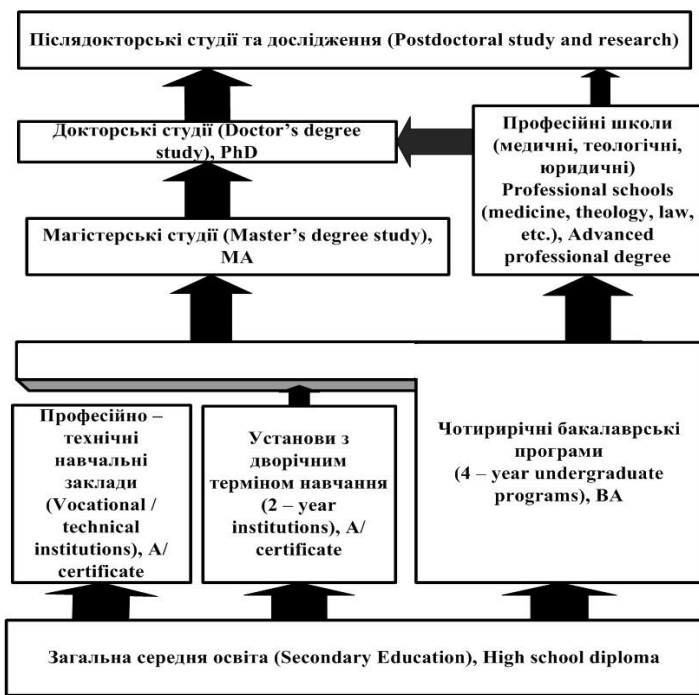 Післядокторські студії та дослідження (Postdoctoral study and research)
Докторські студії (Doctor's degree
study), PhD
Професійні школи
(медичні, теологічні,
юридичні)
Professional schools
(medicine, theology, law,
etc.), Advanced
professional degree
Магістерські студії (Master's degree study),
MA
Професійно –
технічні
навчальні
заклади
(Vocational /
technical
institutions), A/
certificate
Установи з
дворічним
терміном навчання
(2 – year
institutions), A/
certificate
Чотирирічні бакалаврські
програми
(4 – year undergraduate
programs), BA
Загальна середня освіта (Secondary Education), High school diploma